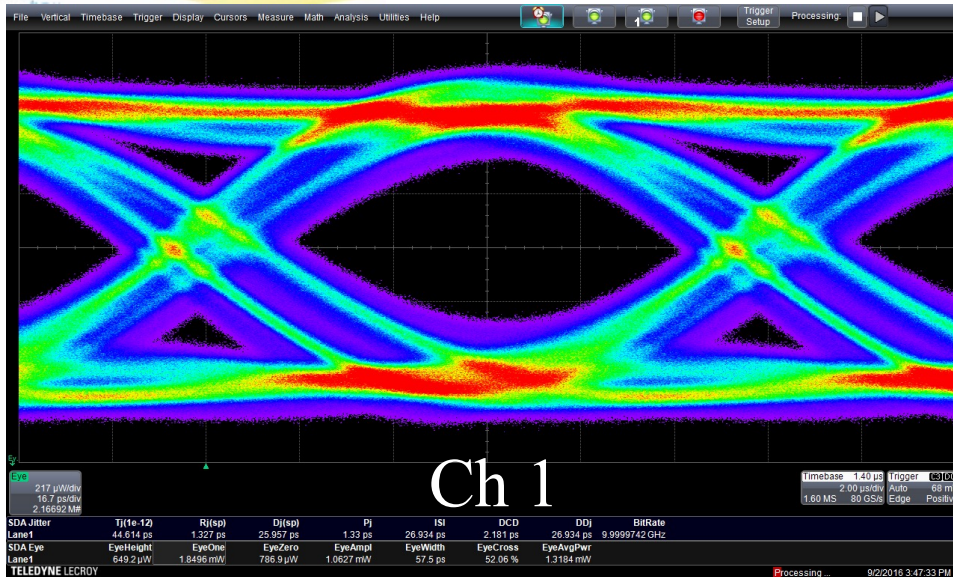 File Vertical Timebase Trigger Display Cursors Measure Math Analysis Utilities Help
1
Trigger Setup
Processing:
Ch 1
Eye
217 µW/div
16.7 ps/div
2.16692 M#
Timebase 1.40 µs
2.00 µs/div
1.60 MS 80 GS/s
Trigger C3
Auto 68 m
Edge Positiv
SDA Jitter Tj(1e-12) Rj(sp) Dj(sp) Pj ISI DCD DDj BitRate
Lane1 44.614 ps 1.327 ps 25.957 ps 1.33 ps 26.934 ps 2.181 ps 26.934 ps 9.9999742 GHz
SDA Eye EyeHeight EyeOne EyeZero EyeAmpl EyeWidth EyeCross EyeAvgPwr
Lane1 649.2 µW 1.8496 mW 786.9 µW 1.0627 mW 57.5 ps 52.06 % 1.3184 mW
TELEDYNE LECROY
Processing ...
9/2/2016 3:47:33 PM